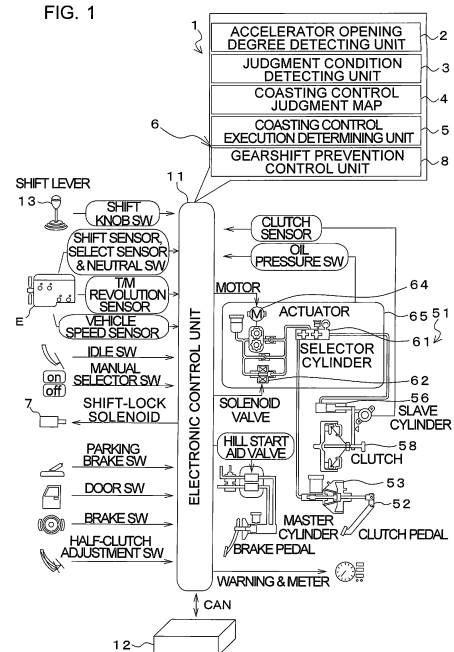 FIG. 1
1
ACCELERATOR OPENING
DEGREE DETECTING UNIT
2
JUDGMENT CONDITION
DETECTING UNIT
3
COASTING CONTROL
JUDGMENT MAP
4
COASTING CONTROL
EXECUTION DETERMINING UNIT
5
6
GEARSHIFT PREVENTION
CONTROL UNIT
8
11
SHIFT LEVER
13
SHIFT
KNOB SW
SHIFT SENSOR,
SELECT SENSOR
& NEUTRAL SW
T/M
REVOLUTION
SENSOR
E
VEHICLE
SPEED SENSOR
IDLE SW
on
off
MANUAL
SELECTOR SW
7
SHIFT-LOCK
SOLENOID
PARKING
BRAKE SW
DOOR SW
BRAKE SW
HALF-CLUTCH
ADJUSTMENT SW
ELECTRONIC CONTROL UNIT
CLUTCH
SENSOR
OIL
PRESSURE SW
MOTOR
M
64
ACTUATOR
65
51
61
SELECTOR
CYLINDER
62
SOLENOID
VALVE
56
SLAVE
CYLINDER
58
CLUTCH
HILL START
AID VALVE
53
52
MASTER
CYLINDER
CLUTCH PEDAL
BRAKE PEDAL
WARNING & METER
CAN
12